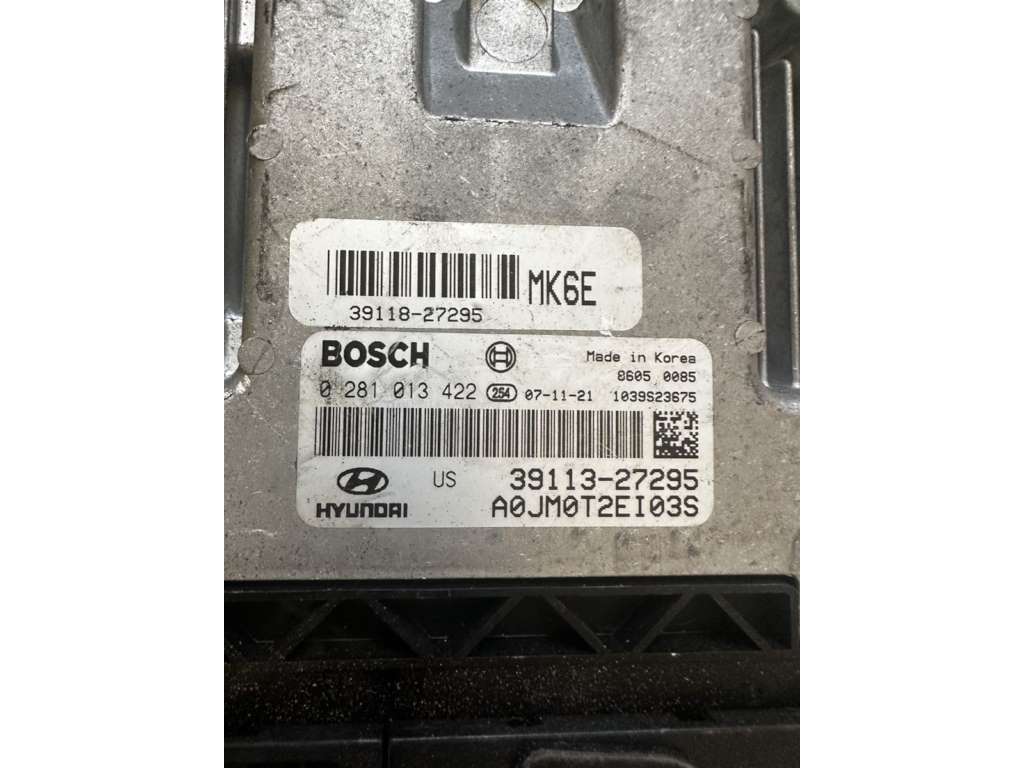 MK6E
39118-27295
BOSCH Made in Korea
8605 0085
0 281 013 422 254 07-11-21 1039S23675
US 39113-27295
HYUNDAI A0JM0T2EI03S